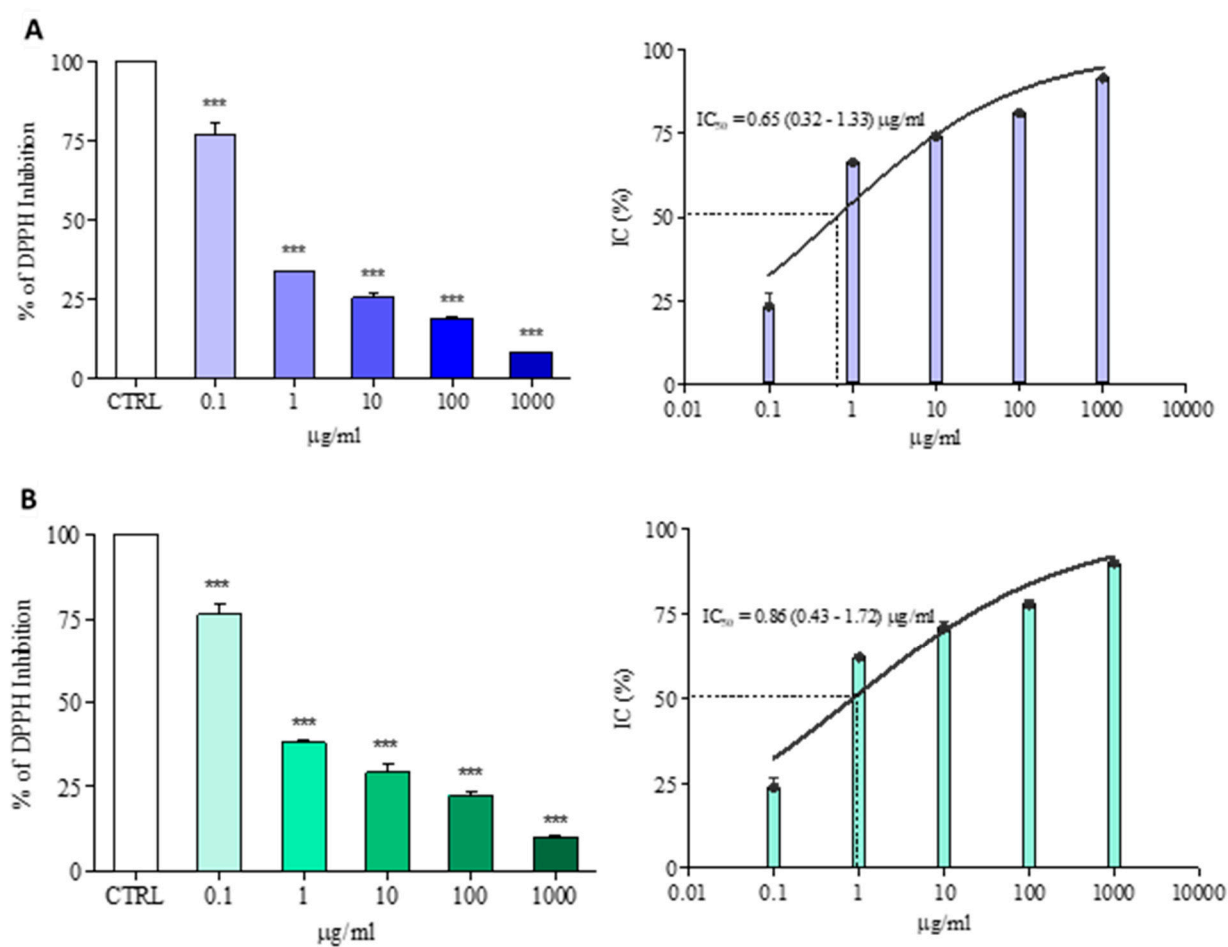 A
% of DPPH Inhibition
100
75
50
25
0
***
***
***
***
***
CTRL 0.1 1 10 100 1000
μg/ml
IC (%)
100
75
50
25
0
IC₅₀ = 0.65 (0.32 - 1.33) μg/ml
0.01 0.1 1 10 100 1000 10000
μg/ml
B
% of DPPH Inhibition
100
75
50
25
0
***
***
***
***
***
CTRL 0.1 1 10 100 1000
μg/ml
IC (%)
100
75
50
25
0
IC₅₀ = 0.86 (0.43 - 1.72) μg/ml
0.01 0.1 1 10 100 1000 10000
μg/ml